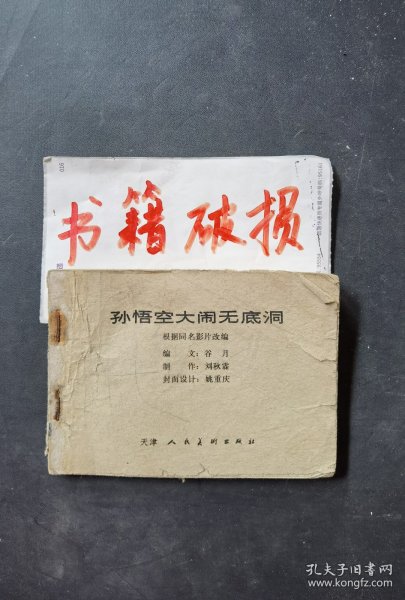 书籍破损
孙悟空大闹无底洞
根据同名影片改编
编 文：谷 月
制 作：刘秋霖
封面设计：姚重庆
天津人民美术出版社
孔夫子旧书网
www.kongfz.com